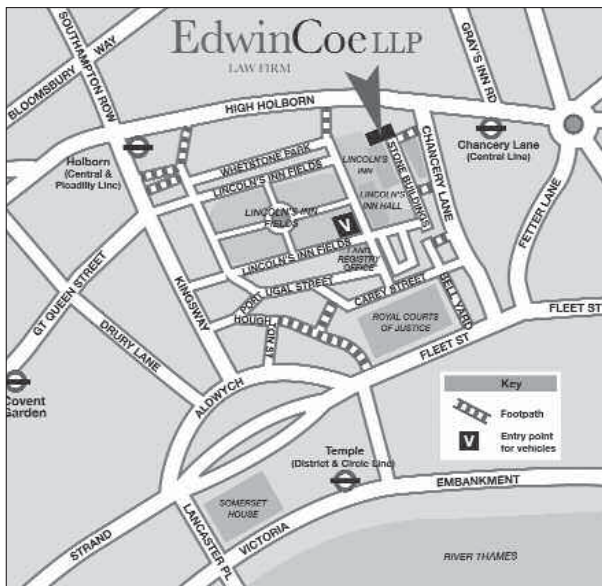 SOUTHAMPTON ROW
BLOOMSBURY WAY
EdwinCoe LLP
LAW FIRM
GRAY'S INN RD
HIGH HOLBORN
Holborn
(Central &
Picadilly Line)
WHETSTONE PARK
LINCOLN'S INN FIELDS
LINCOLN'S
INN
STONE BUILDINGS
CHANCERY LANE
Chancery Lane
(Central Line)
LINCOLN'S INN
FIELDS
LINCOLN'S
INN HALL
V
LINCOLN'S INN FIELDS
LAND
REGISTRY
OFFICE
FETTER LANE
GT QUEEN STREET
KINGSWAY
PORTUGAL STREET
CAREY STREET
BELL YARD
HOUGHTON ST
ROYAL COURTS
OF JUSTICE
FLEET ST
FLEET ST
DRURY LANE
Covent
Garden
ALDWYCH
Key
Footpath
V
Entry point
for vehicles
Temple
(District & Circle Line)
SOMERSET
HOUSE
EMBANKMENT
STRAND
LANCASTER PL
VICTORIA
RIVER THAMES